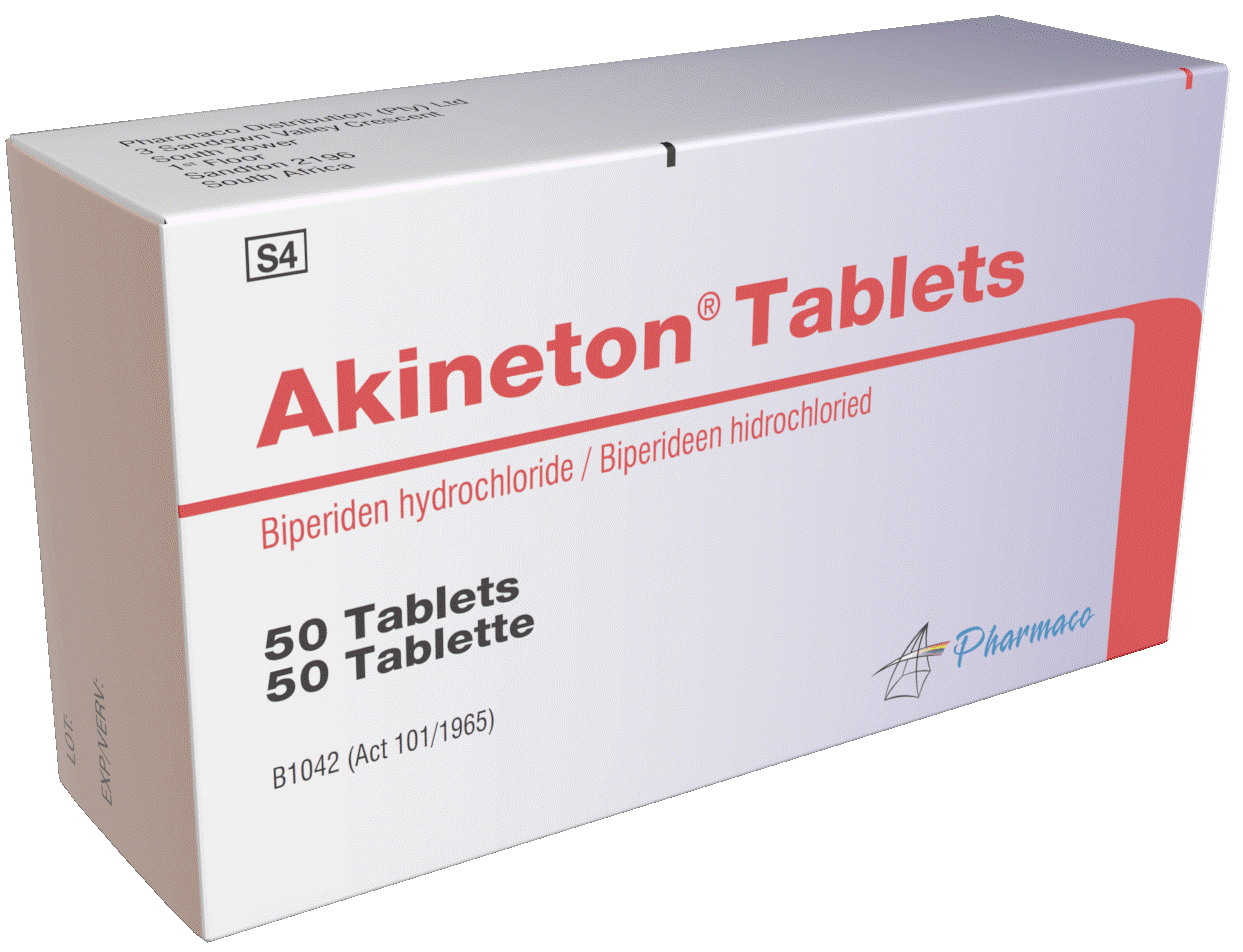 Pharmaco Distribution (Pty) Ltd
3 Sandown Valley Crescent
South Tower
1st Floor
Sandton 2196
South Africa
S4
Akineton® Tablets
Biperiden hydrochloride / Biperideen hidrochloried
50 Tablets
50 Tablette
B1042 (Act 101/1965)
Pharmaco
LOT:
EXP/VERV: